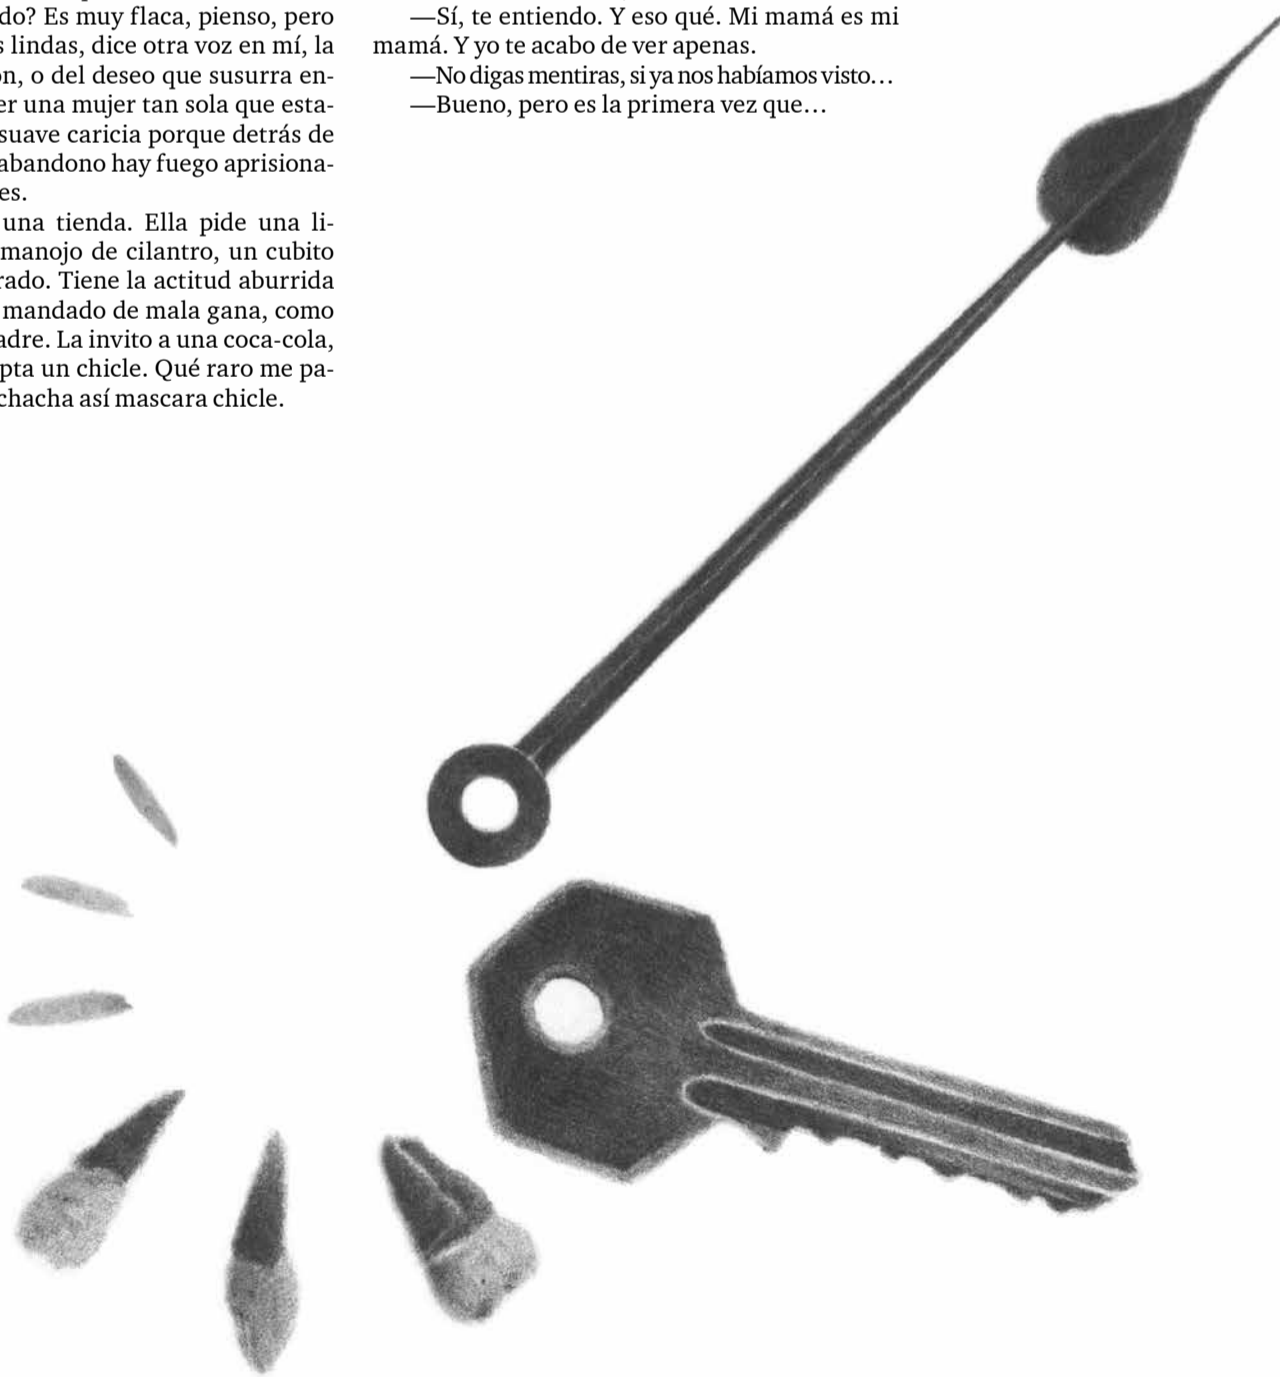 do? Es muy flaca, pienso, pero
s lindas, dice otra voz en mí, la
n, o del deseo que susurra en-
er una mujer tan sola que esta-
suave caricia porque detrás de
abandono hay fuego aprisiona-
es.
una tienda. Ella pide una li-
manojo de cilantro, un cubito
rado. Tiene la actitud aburrida
mandado de mala gana, como
adre. La invito a una coca-cola,
pta un chicle. Qué raro me pa-
chacha así mascara chicle.
—Sí, te entiendo. Y eso qué. Mi mamá es mi
mamá. Y yo te acabo de ver apenas.
—No digas mentiras, si ya nos habíamos visto…
—Bueno, pero es la primera vez que…